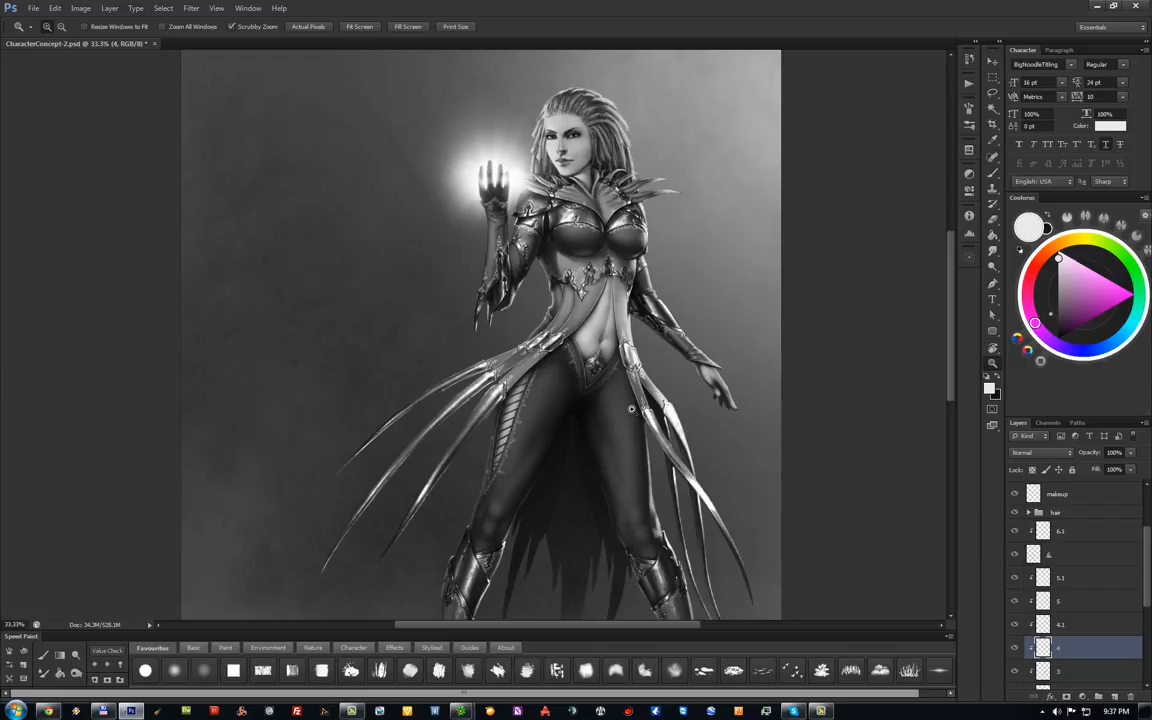 Ps File Edit Image Layer Type Select Filter View Window Help
Resize Windows to Fit Zoom All Windows Scrubby Zoom Actual Pixels Fit Screen Fill Screen Print Size Essentials
CharacterConcept-2.psd @ 33.3% (4, RGB/8) * ×
Character Paragraph
BigNoodleTitling Regular
16 pt 24 pt
Metrics 10
100% 100%
0 pt Color:
English: USA Sharp
Coolorus
Layers Channels Paths
Kind
Normal Opacity: 100%
Lock: Fill: 100%
makeup
hair
6.1
6
5.1
5
4.1
4
3
33.33% Doc: 34.3M/528.1M
Speed Paint
Value Check Favourites Basic Environment Nature Character Effects Stylized Guides About
9:37 PM